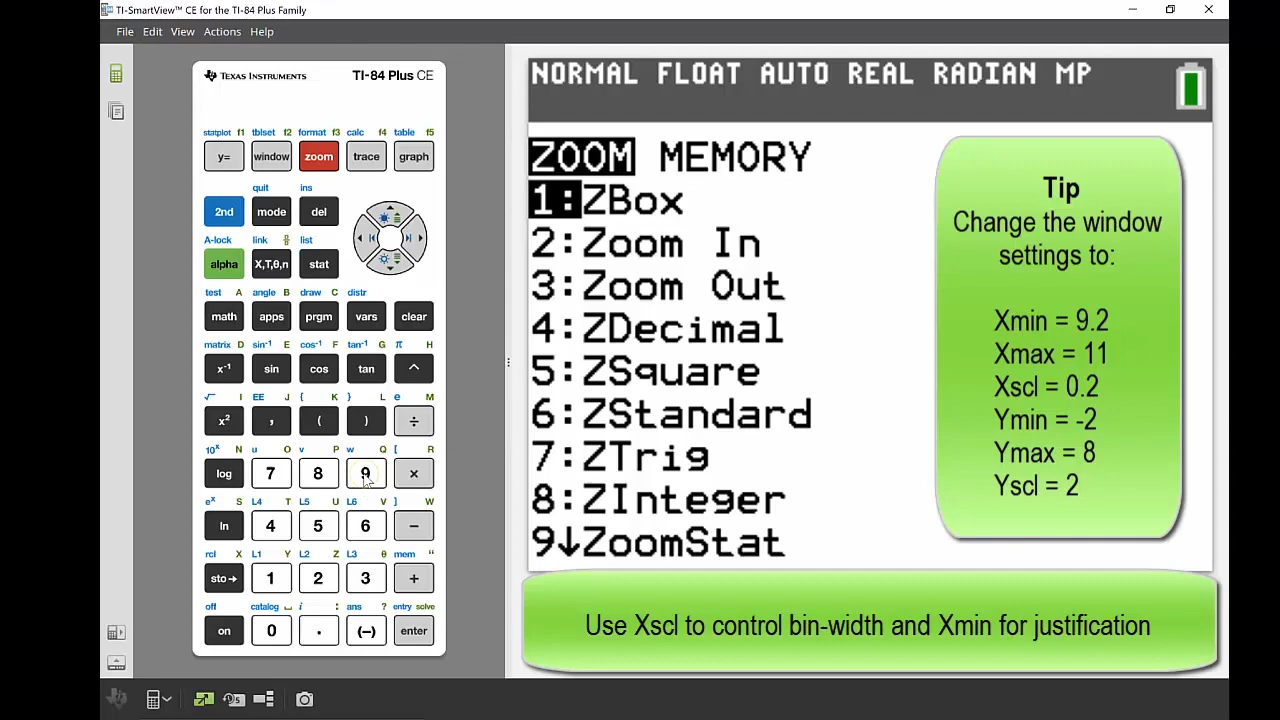 TI-SmartView™ CE for the TI-84 Plus Family
File Edit View Actions Help
TEXAS INSTRUMENTS TI-84 Plus CE
statplot f1 tblset f2 format f3 calc f4 table f5
y= window zoom trace graph
quit ins
2nd mode del
A-lock link list
alpha X,T,θ,n stat
test A angle B draw C distr
math apps prgm vars clear
matrix D sin⁻¹ E cos⁻¹ F tan⁻¹ G π H
x⁻¹ sin cos tan ^
√ I EE J { K } L e M
x² , ( ) ÷
10ˣ N u O v P w Q [ R
log 7 8 9 ×
eˣ S L4 T L5 U L6 V ] W
ln 4 5 6 −
rcl X L1 Y L2 Z L3 θ mem "
sto→ 1 2 3 +
off catalog ␣ i : ans ? entry solve
on 0 . (−) enter
NORMAL FLOAT AUTO REAL RADIAN MP
ZOOM MEMORY
1:ZBox
2:Zoom In
3:Zoom Out
4:ZDecimal
5:ZSquare
6:ZStandard
7:ZTrig
8:ZInteger
9↓ZoomStat
Tip
Change the window
settings to:
Xmin = 9.2
Xmax = 11
Xscl = 0.2
Ymin = -2
Ymax = 8
Yscl = 2
Use Xscl to control bin-width and Xmin for justification